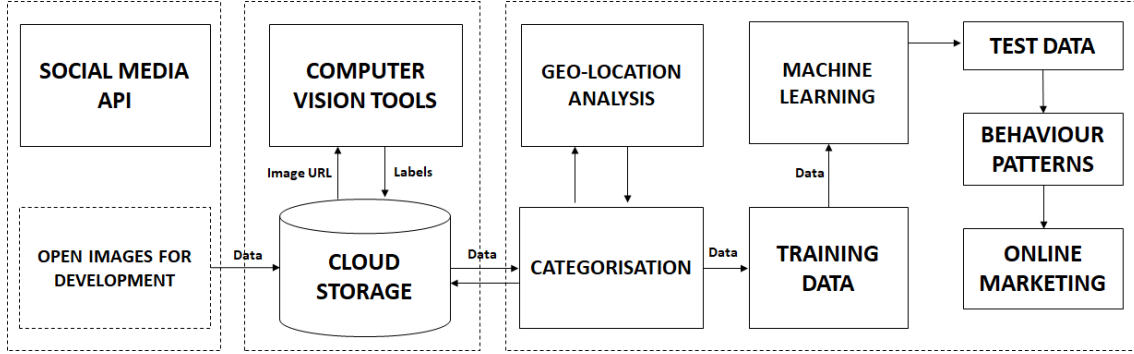 SOCIAL MEDIA
API
OPEN IMAGES FOR
DEVELOPMENT
Data
COMPUTER
VISION TOOLS
Image URL
Labels
CLOUD
STORAGE
Data
GEO-LOCATION
ANALYSIS
CATEGORISATION
Data
MACHINE
LEARNING
Data
TRAINING
DATA
TEST DATA
BEHAVIOUR
PATTERNS
ONLINE
MARKETING